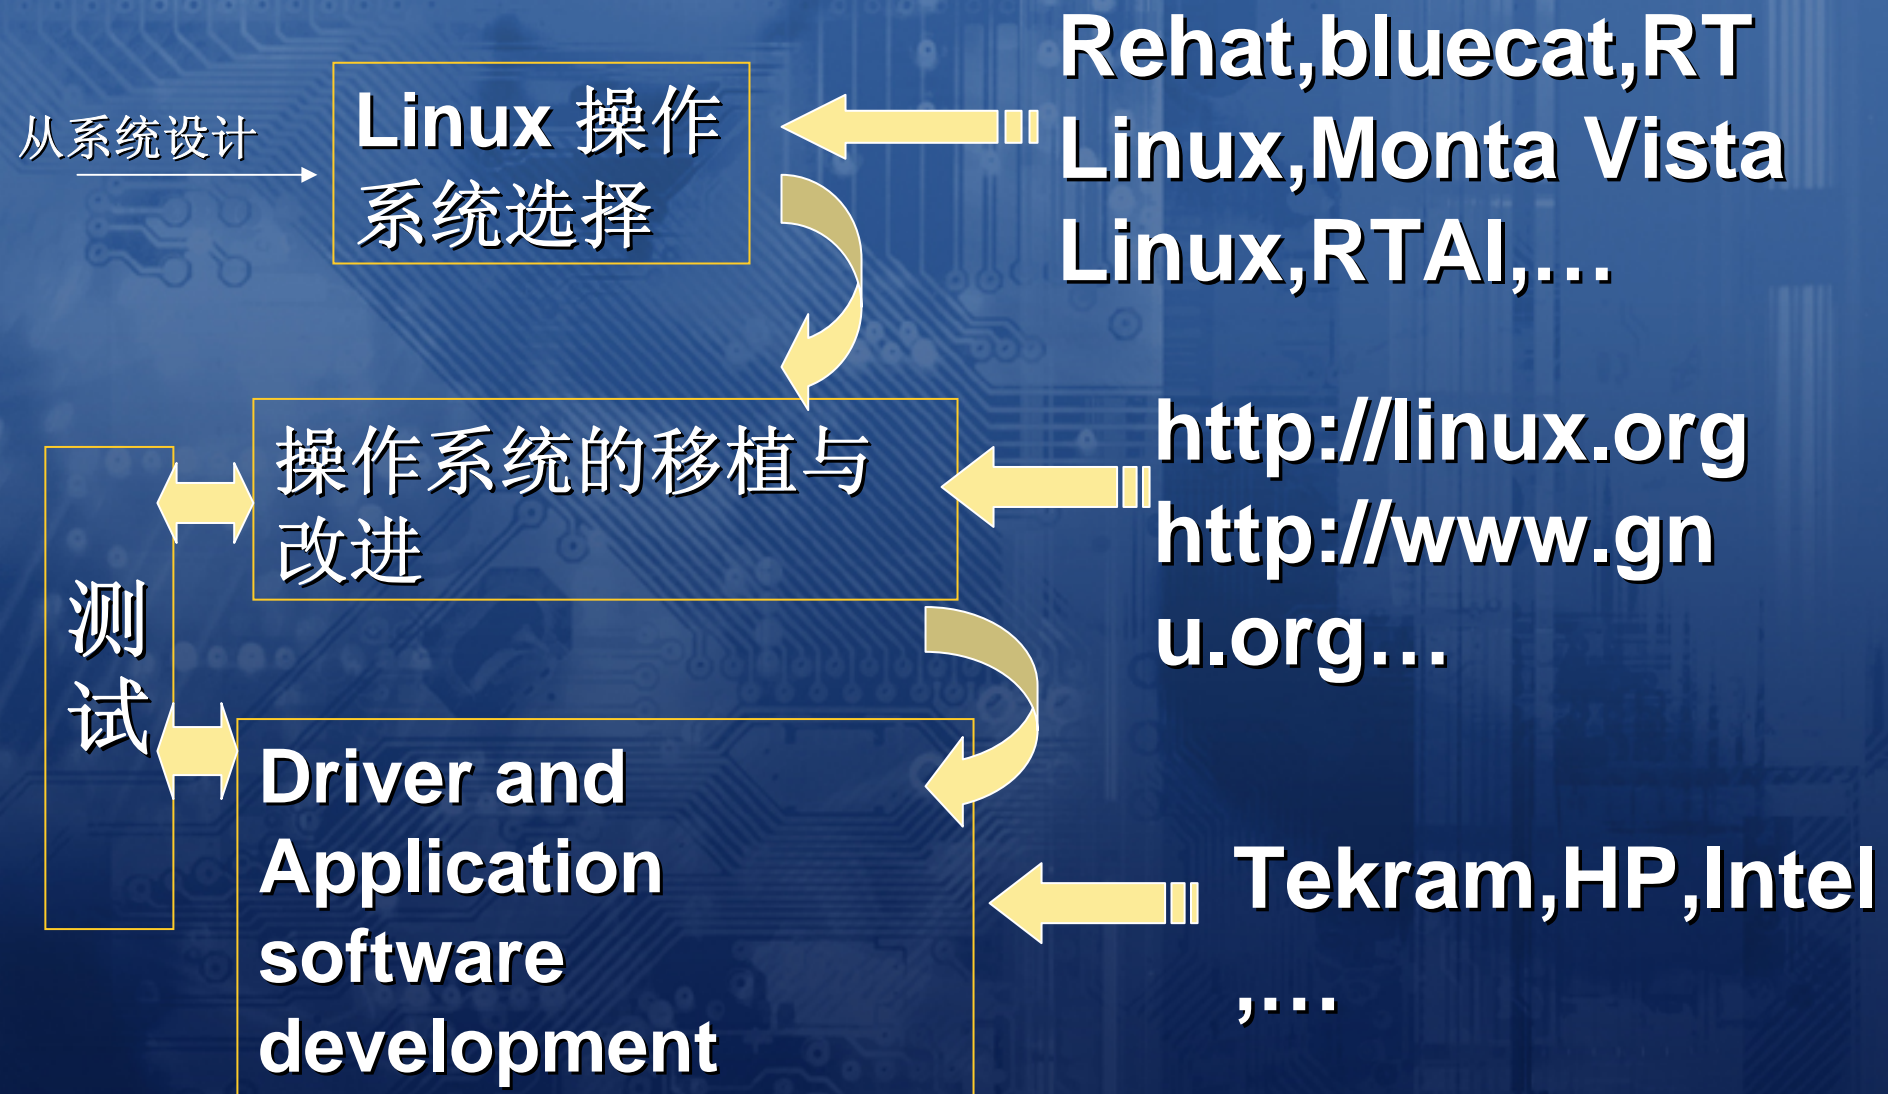 从系统设计
Linux 操作
系统选择
Rehat,bluecat,RT
Linux,Monta Vista
Linux,RTAI,…
操作系统的移植与
改进
http://linux.org
http://www.gn
u.org…
测
试
Driver and
Application
software
development
Tekram,HP,Intel
,…